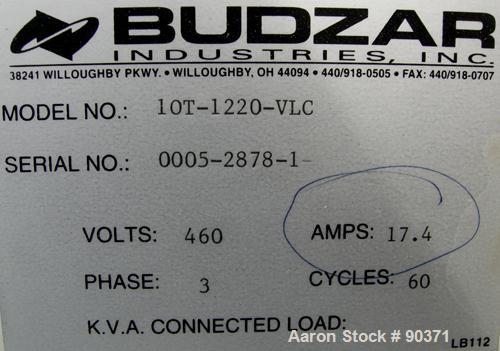 BUDZAR
INDUSTRIES, INC.
38241 WILLOUGHBY PKWY. • WILLOUGHBY, OH 44094 • 440/918-0505 • FAX: 440/918-0707
MODEL NO.: 10T-1220-VLC
SERIAL NO.: 0005-2878-1-
VOLTS: 460 AMPS: 17.4
PHASE: 3 CYCLES: 60
K.V.A. CONNECTED LOAD:
LB112
Aaron Stock # 90371